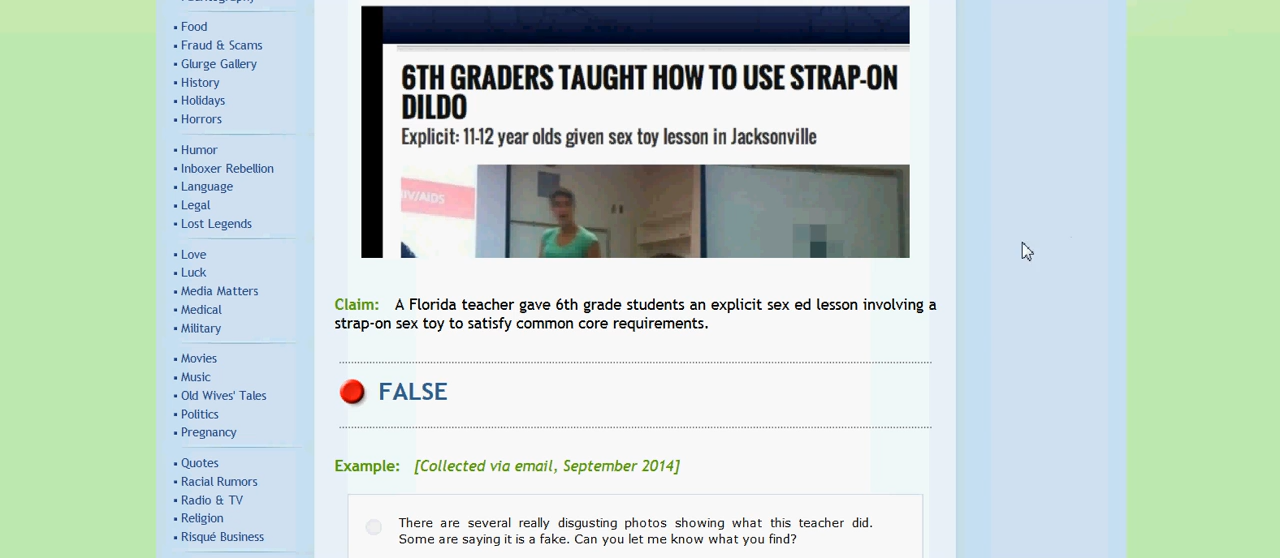 Food
Fraud & Scams
Glurge Gallery
History
Holidays
Horrors
Humor
Inboxer Rebellion
Language
Legal
Lost Legends
Love
Luck
Media Matters
Medical
Military
Movies
Music
Old Wives' Tales
Politics
Pregnancy
Quotes
Racial Rumors
Radio & TV
Religion
Risqué Business
6TH GRADERS TAUGHT HOW TO USE STRAP-ON
DILDO
Explicit: 11-12 year olds given sex toy lesson in Jacksonville
IV/AIDS
Claim: A Florida teacher gave 6th grade students an explicit sex ed lesson involving a
strap-on sex toy to satisfy common core requirements.
FALSE
Example: [Collected via email, September 2014]
There are several really disgusting photos showing what this teacher did.
Some are saying it is a fake. Can you let me know what you find?